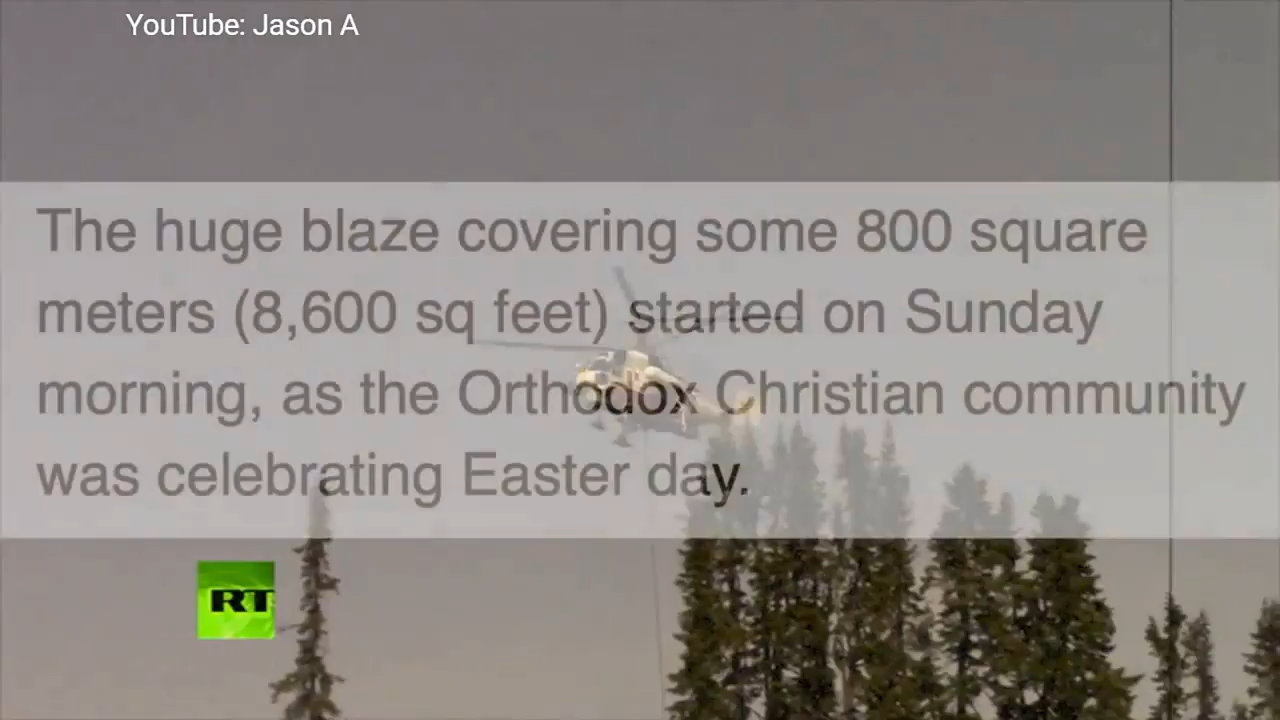 YouTube: Jason A
The huge blaze covering some 800 square
meters (8,600 sq feet) started on Sunday
morning, as the Orthodox Christian community
was celebrating Easter day.
RT